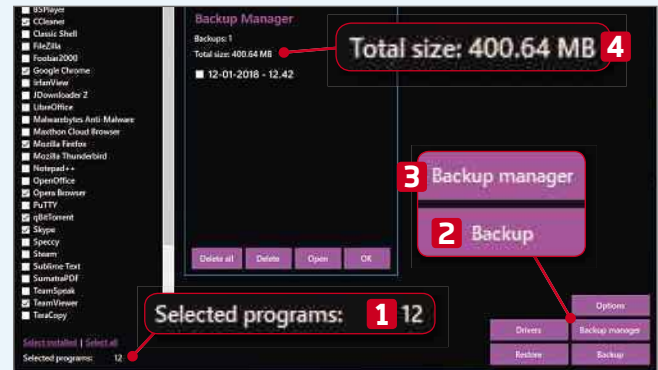 BSPlayer
CCleaner
Classic Shell
FileZilla
Foobar2000
Google Chrome
IrfanView
JDownloader 2
LibreOffice
Malwarebytes Anti-Malware
Maxthon Cloud Browser
Mozilla Firefox
Mozilla Thunderbird
Notepad++
OpenOffice
Opera Browser
PuTTY
qBitTorrent
Skype
Speccy
Steam
Sublime Text
SumatraPDF
TeamSpeak
TeamViewer
TeraCopy
Select installed | Select all
Selected programs: 12
Backup Manager
Backups: 1
Total size: 400.64 MB
12-01-2018 - 12.42
Delete all Delete Open OK
Total size: 400.64 MB 4
3 Backup manager
2 Backup
Selected programs: 1 12
Options
Drivers Backup manager
Restore Backup